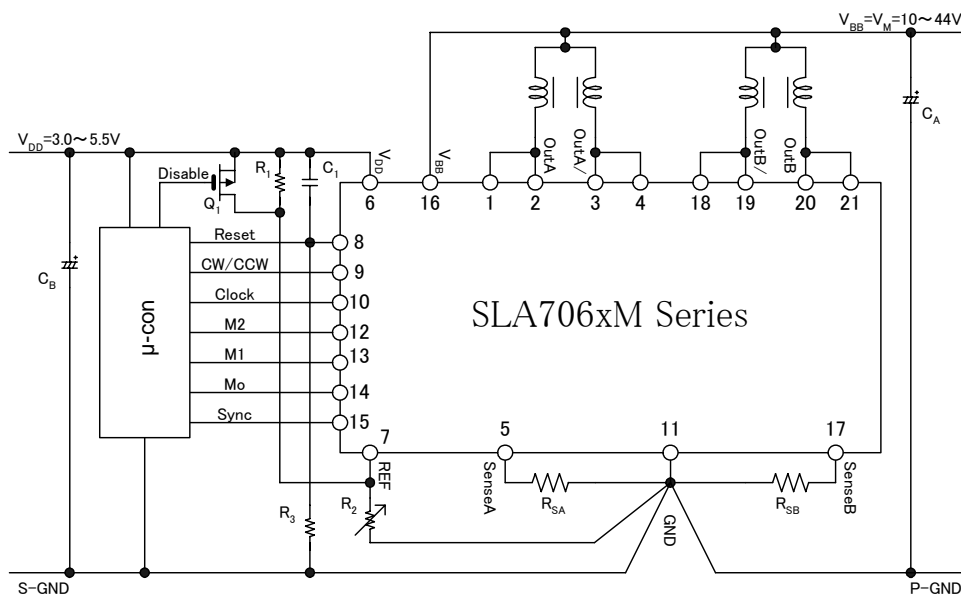 V_BB=V_M=10～44V
C_A
V_DD=3.0～5.5V
Disable
Q_1
R_1
C_1
V_DD
V_BB
OutA
OutA/
OutB/
OutB
6
16
1
2
3
4
18
19
20
21
C_B
μ-con
Reset
8
CW/CCW
9
Clock
10
M2
12
M1
13
Mo
14
Sync
15
SLA706xM Series
7
5
11
17
REF
SenseA
R_SA
R_SB
SenseB
R_3
R_2
GND
S-GND
P-GND